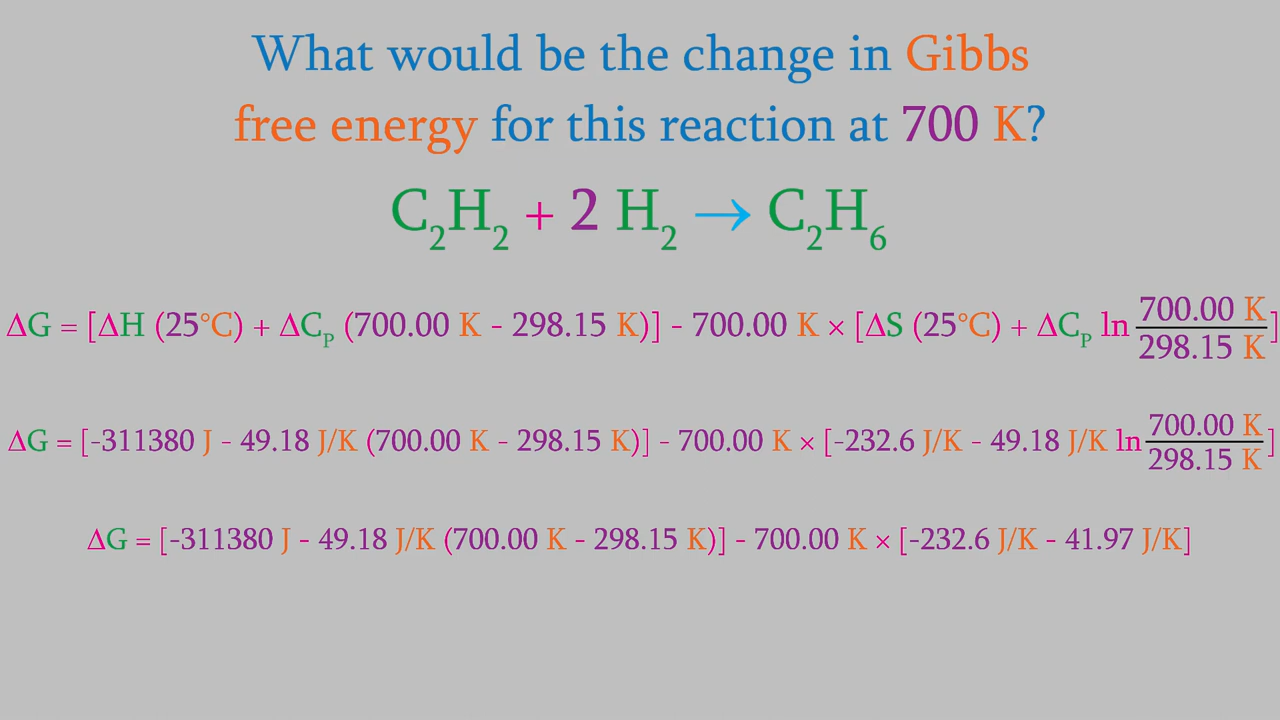 What would be the change in Gibbs
free energy for this reaction at 700 K?
C₂H₂ + 2 H₂ → C₂H₆
ΔG = [ΔH (25°C) + ΔCₚ (700.00 K - 298.15 K)] - 700.00 K × [ΔS (25°C) + ΔCₚ ln 700.00 K / 298.15 K]
ΔG = [-311380 J - 49.18 J/K (700.00 K - 298.15 K)] - 700.00 K × [-232.6 J/K - 49.18 J/K ln 700.00 K / 298.15 K]
ΔG = [-311380 J - 49.18 J/K (700.00 K - 298.15 K)] - 700.00 K × [-232.6 J/K - 41.97 J/K]